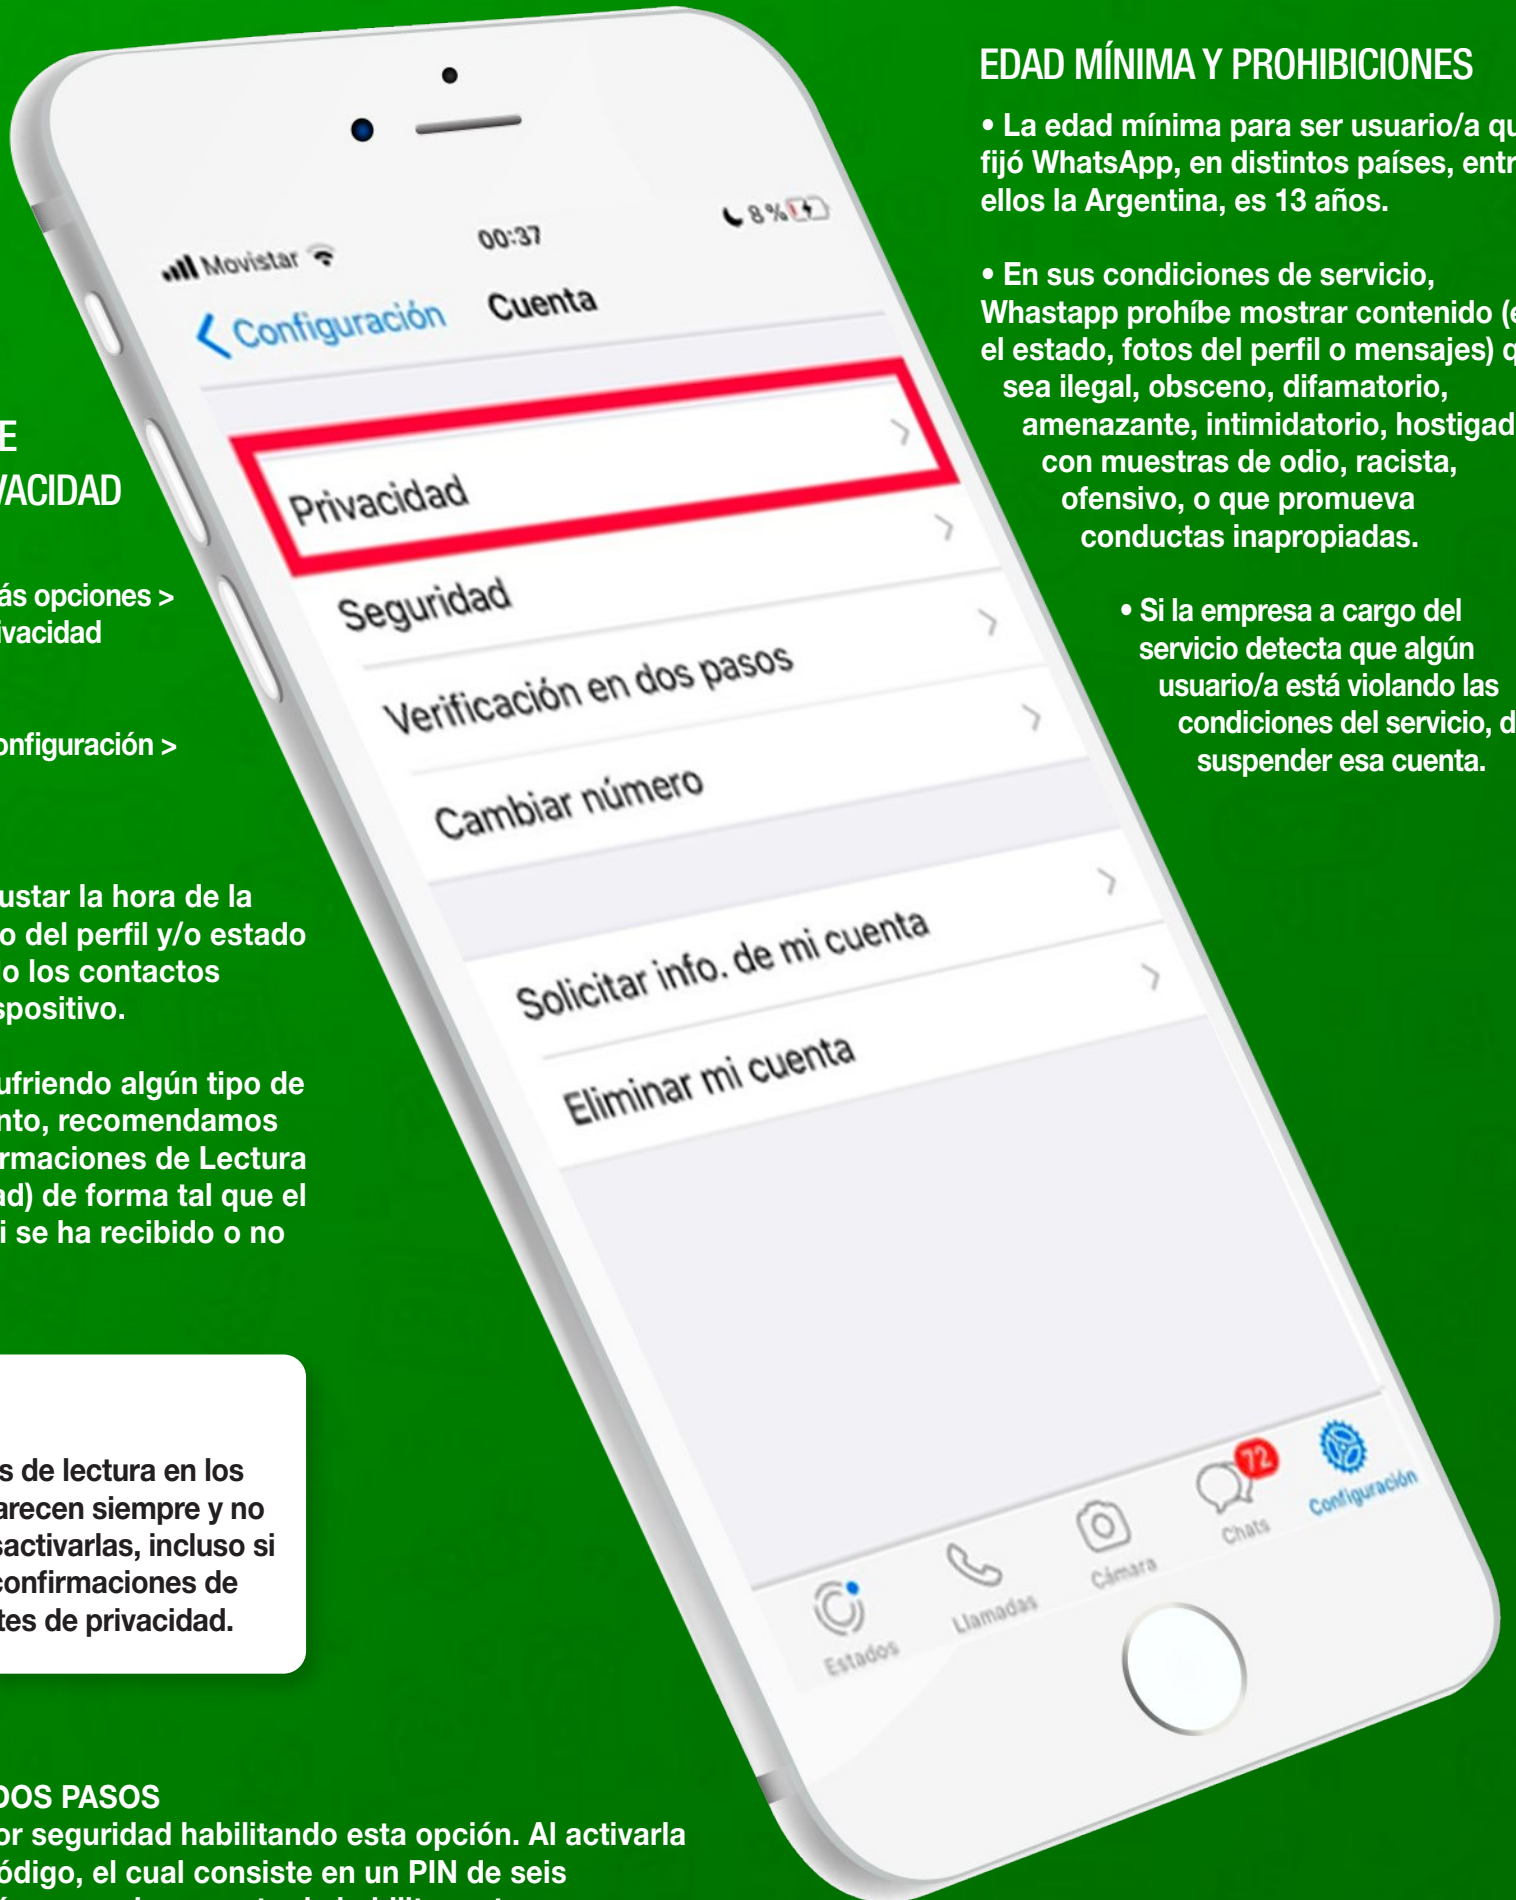 E
VACIDAD
ás opciones >
ivacidad
onfiguración >
ustar la hora de la
o del perfil y/o estado
lo los contactos
spositivo.
ufriendo algún tipo de
nto, recomendamos
rmaciones de Lectura
ad) de forma tal que el
i se ha recibido o no
s de lectura en los
arecen siempre y no
sactivarlas, incluso si
confirmaciones de
tes de privacidad.
DOS PASOS
or seguridad habilitando esta opción. Al activarla
ódigo, el cual consiste en un PIN de seis
Movistar
00:37
8 %
Configuración
Cuenta
Privacidad
Seguridad
Verificación en dos pasos
Cambiar número
Solicitar info. de mi cuenta
Eliminar mi cuenta
Estados
Llamadas
Cámara
72
Chats
Configuración
EDAD MÍNIMA Y PROHIBICIONES
• La edad mínima para ser usuario/a qu
fijó WhatsApp, en distintos países, entr
ellos la Argentina, es 13 años.
• En sus condiciones de servicio,
Whastapp prohíbe mostrar contenido (e
el estado, fotos del perfil o mensajes) q
sea ilegal, obsceno, difamatorio,
amenazante, intimidatorio, hostigad
con muestras de odio, racista,
ofensivo, o que promueva
conductas inapropiadas.
• Si la empresa a cargo del
servicio detecta que algún
usuario/a está violando las
condiciones del servicio, d
suspender esa cuenta.